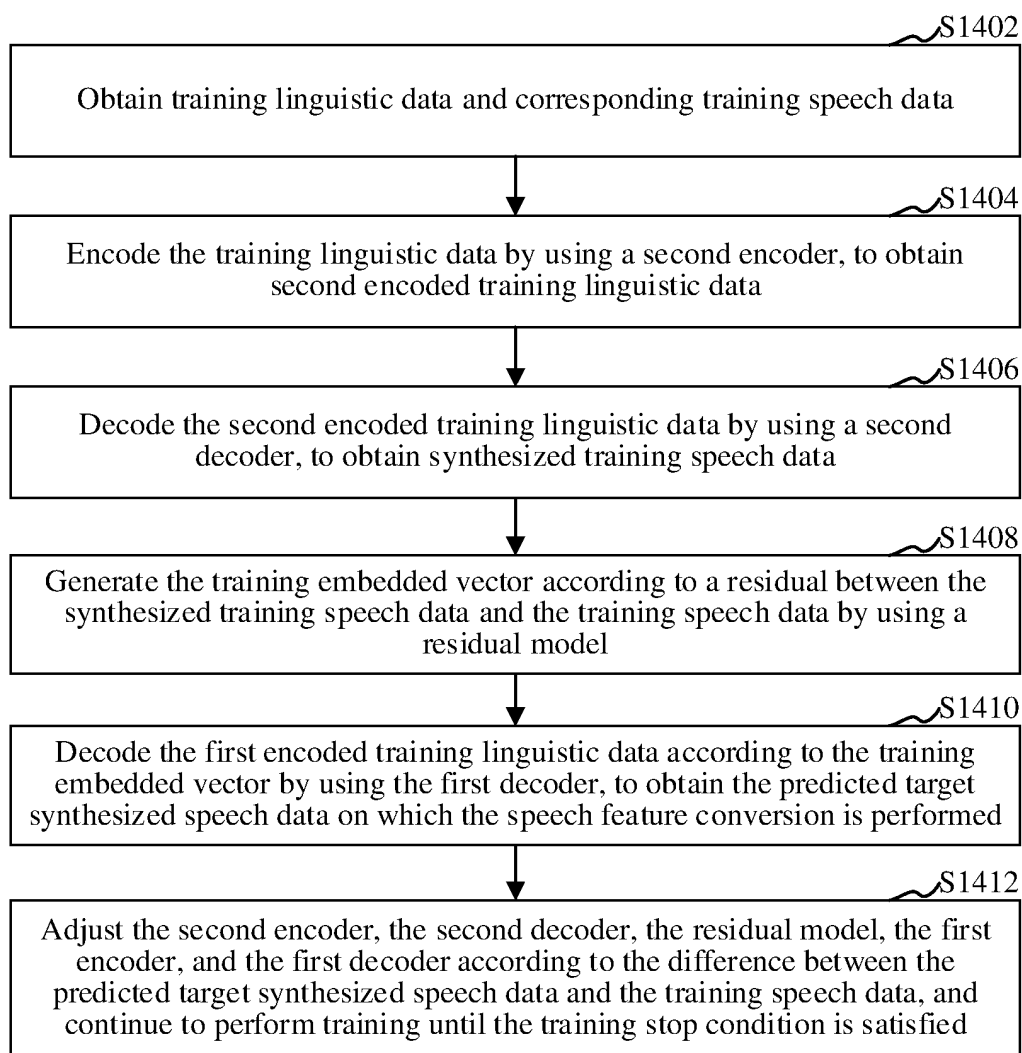 S1402
Obtain training linguistic data and corresponding training speech data
S1404
Encode the training linguistic data by using a second encoder, to obtain
second encoded training linguistic data
S1406
Decode the second encoded training linguistic data by using a second
decoder, to obtain synthesized training speech data
S1408
Generate the training embedded vector according to a residual between the
synthesized training speech data and the training speech data by using a
residual model
S1410
Decode the first encoded training linguistic data according to the training
embedded vector by using the first decoder, to obtain the predicted target
synthesized speech data on which the speech feature conversion is performed
S1412
Adjust the second encoder, the second decoder, the residual model, the first
encoder, and the first decoder according to the difference between the
predicted target synthesized speech data and the training speech data, and
continue to perform training until the training stop condition is satisfied